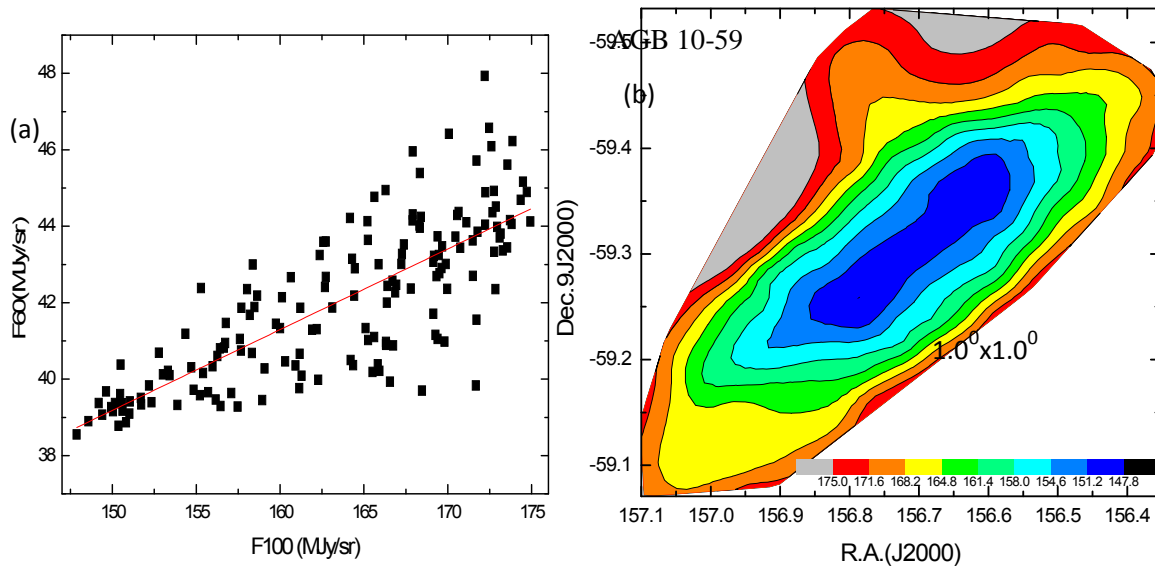 (a)
F60(MJy/sr)
48
46
44
42
40
38
150 155 160 165 170 175
F100 (MJy/sr)
AGB 10-59
(b)
Dec.9J2000)
-59.5
-59.4
-59.3
-59.2
-59.1
1.0⁰x1.0⁰
175.0 171.6 168.2 164.8 161.4 158.0 154.6 151.2 147.8
157.1 157.0 156.9 156.8 156.7 156.6 156.5 156.4
R.A.(J2000)